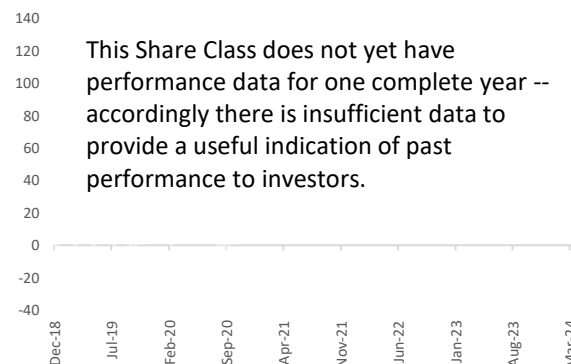 140
120
This Share Class does not yet have
100
performance data for one complete year --
80
accordingly there is insufficient data to
60
provide a useful indication of past
40
performance to investors.
20
0
-20
-40
Dec-18
Jul-19
Feb-20
Sep-20
Apr-21
Nov-21
Jun-22
Jan-23
Aug-23
Mar-24